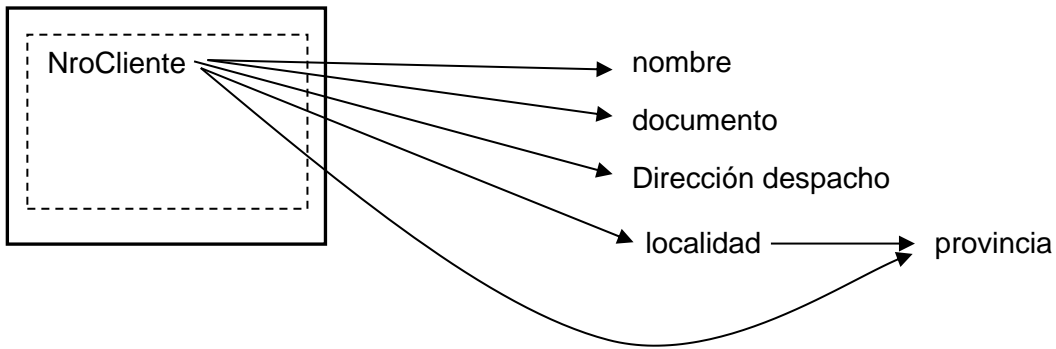 NroCliente
nombre
documento
Dirección despacho
localidad
provincia